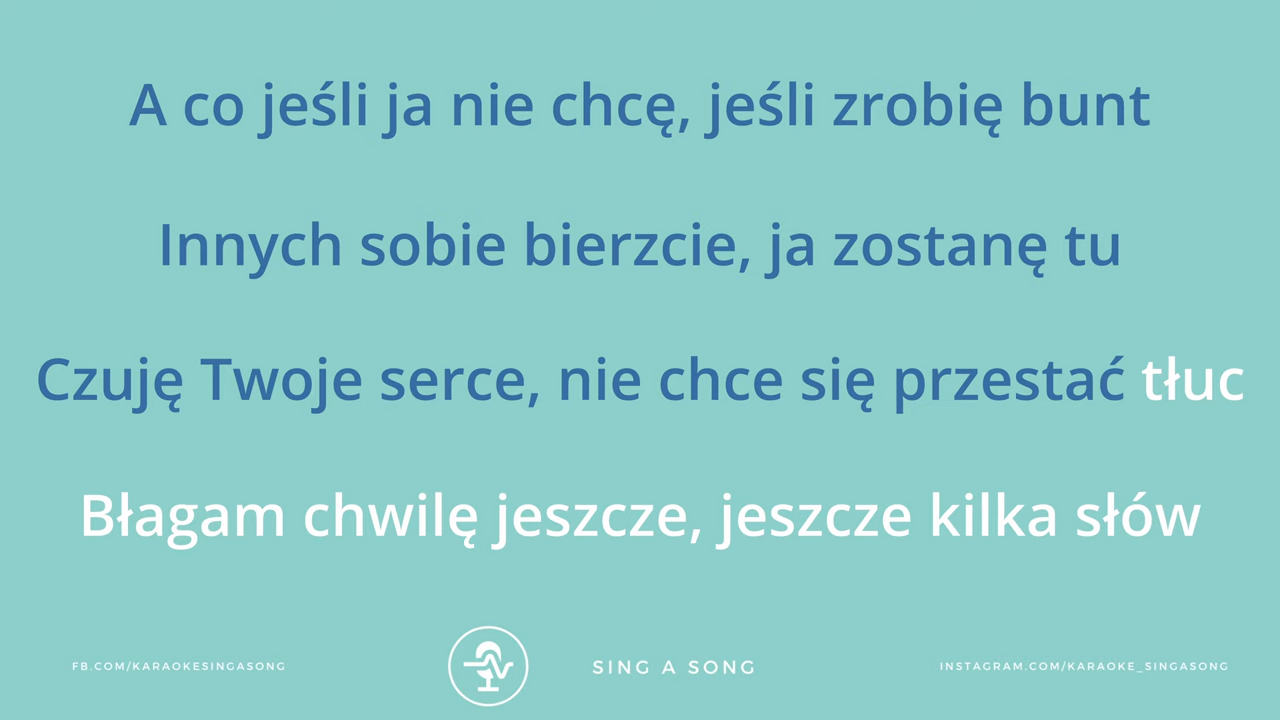 A co jeśli ja nie chcę, jeśli zrobię bunt
Innych sobie bierzcie, ja zostanę tu
Czuję Twoje serce, nie chce się przestać tłuc
Błagam chwilę jeszcze, jeszcze kilka słów
FB.COM/KARAOKESINGASONG
SING A SONG
INSTAGRAM.COM/KARAOKE_SINGASONG